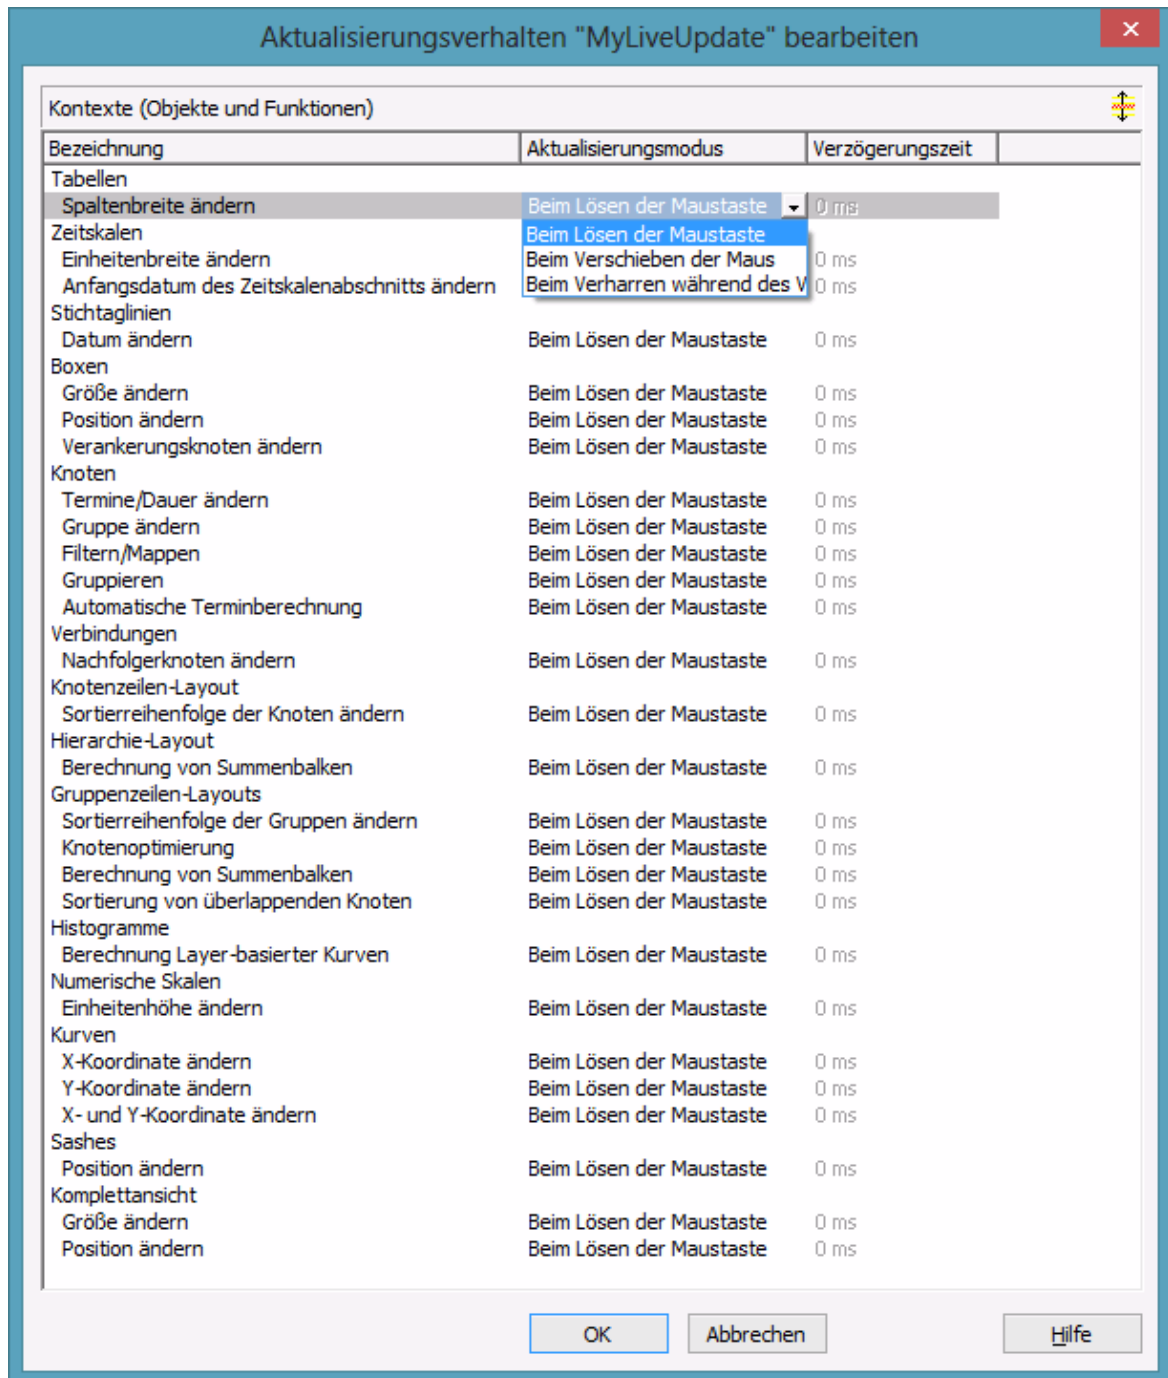 Aktualisierungsverhalten "MyLiveUpdate" bearbeiten
Kontexte (Objekte und Funktionen)
Bezeichnung Aktualisierungsmodus Verzögerungszeit
Tabellen
Spaltenbreite ändern Beim Lösen der Maustaste 0 ms
Zeitskalen Beim Lösen der Maustaste
Einheitenbreite ändern Beim Verschieben der Maus 0 ms
Anfangsdatum des Zeitskalenabschnitts ändern Beim Verharren während des 0 ms
Stichtaglinien
Datum ändern Beim Lösen der Maustaste 0 ms
Boxen
Größe ändern Beim Lösen der Maustaste 0 ms
Position ändern Beim Lösen der Maustaste 0 ms
Verankerungsknoten ändern Beim Lösen der Maustaste 0 ms
Knoten
Termine/Dauer ändern Beim Lösen der Maustaste 0 ms
Gruppe ändern Beim Lösen der Maustaste 0 ms
Filtern/Mappen Beim Lösen der Maustaste 0 ms
Gruppieren Beim Lösen der Maustaste 0 ms
Automatische Terminberechnung Beim Lösen der Maustaste 0 ms
Verbindungen
Nachfolgerknoten ändern Beim Lösen der Maustaste 0 ms
Knotenzeilen-Layout
Sortierreihenfolge der Knoten ändern Beim Lösen der Maustaste 0 ms
Hierarchie-Layout
Berechnung von Summenbalken Beim Lösen der Maustaste 0 ms
Gruppenzeilen-Layouts
Sortierreihenfolge der Gruppen ändern Beim Lösen der Maustaste 0 ms
Knotenoptimierung Beim Lösen der Maustaste 0 ms
Berechnung von Summenbalken Beim Lösen der Maustaste 0 ms
Sortierung von überlappenden Knoten Beim Lösen der Maustaste 0 ms
Histogramme
Berechnung Layer-basierter Kurven Beim Lösen der Maustaste 0 ms
Numerische Skalen
Einheitenhöhe ändern Beim Lösen der Maustaste 0 ms
Kurven
X-Koordinate ändern Beim Lösen der Maustaste 0 ms
Y-Koordinate ändern Beim Lösen der Maustaste 0 ms
X- und Y-Koordinate ändern Beim Lösen der Maustaste 0 ms
Sashes
Position ändern Beim Lösen der Maustaste 0 ms
Komplettansicht
Größe ändern Beim Lösen der Maustaste 0 ms
Position ändern Beim Lösen der Maustaste 0 ms
OK Abbrechen Hilfe